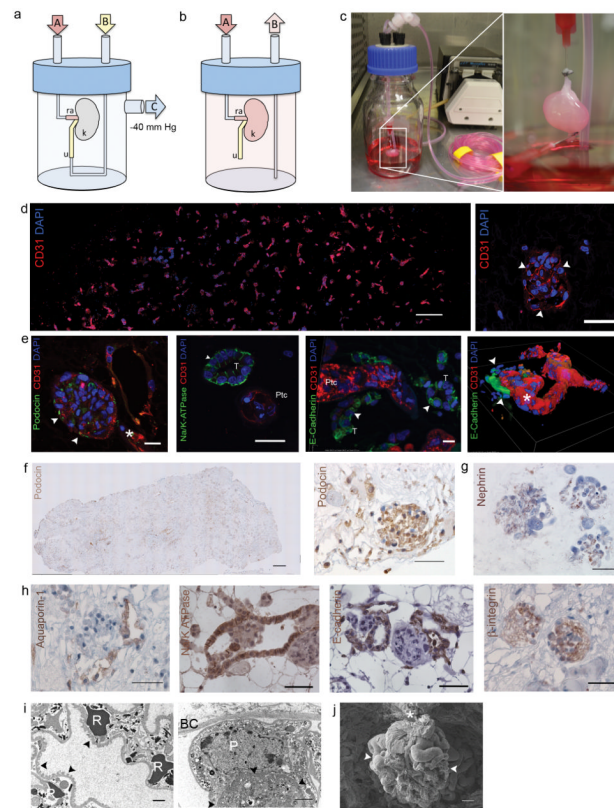 a
b
c
A
B
A
B
C
-40 mm Hg
ra
k
u
ra
k
u
d
CD31 DAPI
CD31 DAPI
e
Podocin CD31 DAPI
*
Na/K-ATPase CD31 DAPI
T
Ptc
E-Cadherin CD31 DAPI
Ptc
T
T
E-Cadherin CD31 DAPI
*
f
Podocin
Podocin
g
Nephrin
h
Aquaporin-1
Na/K ATPase
E-cadherin
β-integrin
i
R
R
R
BC
P
j
*